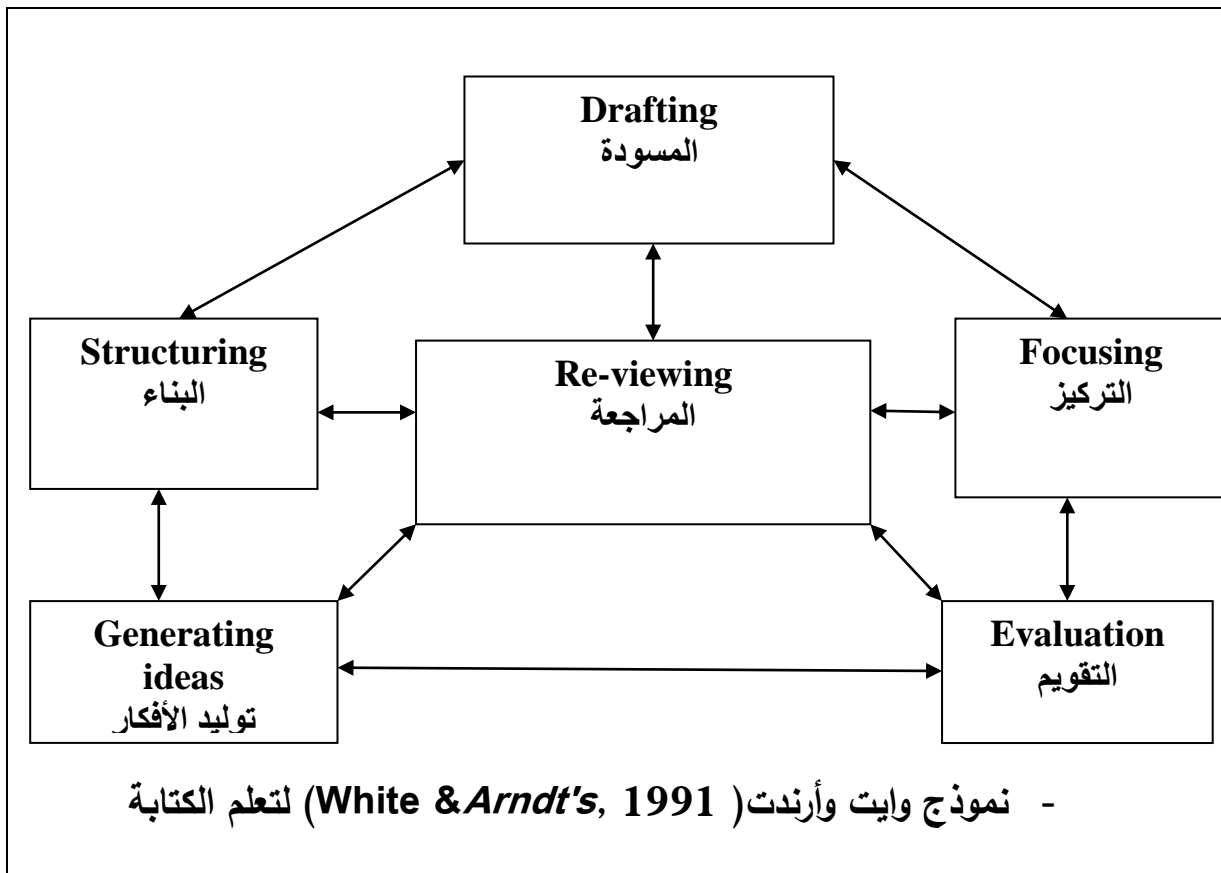 Drafting
المسودة
Structuring
البناء
Re-viewing
المراجعة
Focusing
التركيز
Generating
ideas
توليد الأفكار
Evaluation
التقويم
- نموذج وايت وأرندت( White &Arndt's, 1991) لتعلم الكتابة